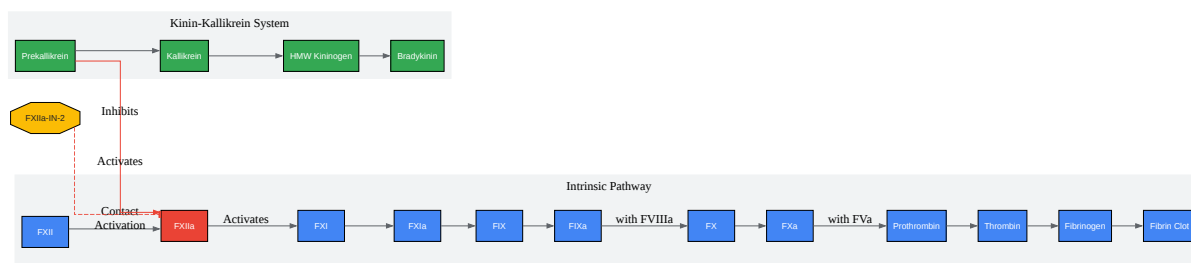 Kinin-Kallikrein System
Prekallikrein
Kallikrein
HMW Kininogen
Bradykinin
FXIIa-IN-2
Inhibits
Activates
Intrinsic Pathway
Contact
Activation
FXII
FXIIa
Activates
FXI
FXIa
FIX
FIXa
with FVIIIa
FX
FXa
with FVa
Prothrombin
Thrombin
Fibrinogen
Fibrin Clot